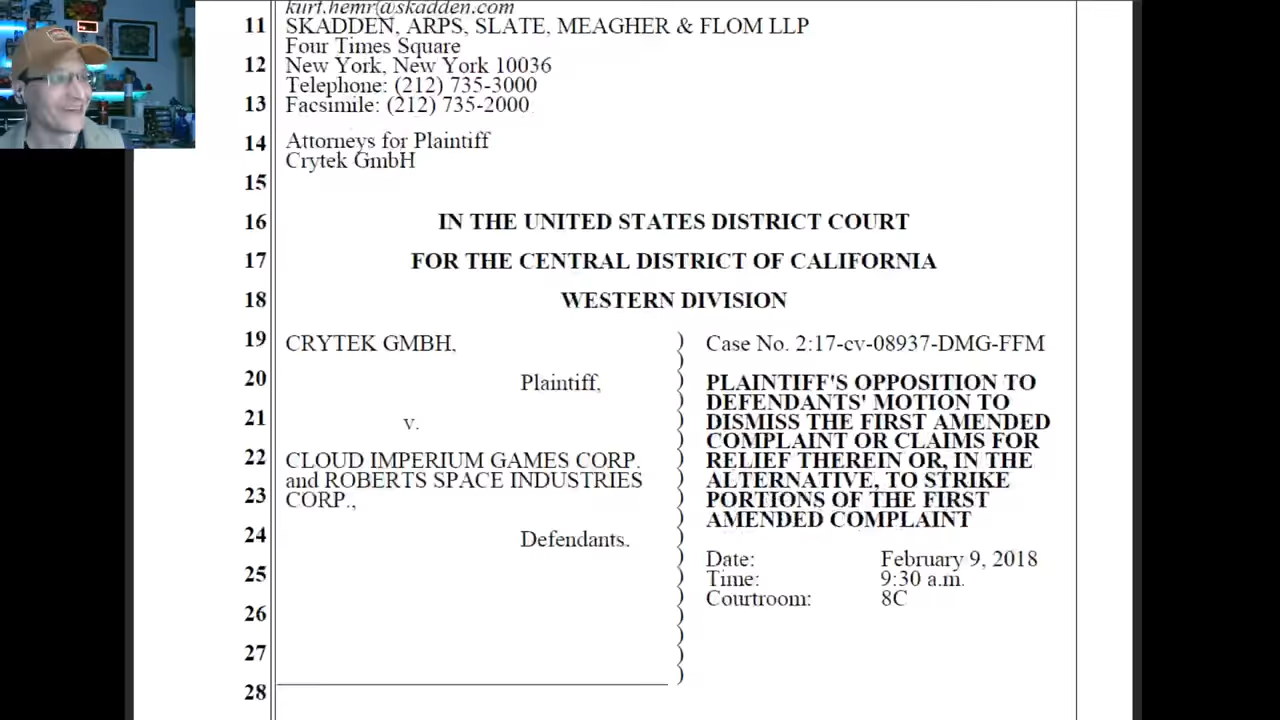 kurt.hemr@skadden.com
11 SKADDEN, ARPS, SLATE, MEAGHER & FLOM LLP
Four Times Square
12 New York, New York 10036
Telephone: (212) 735-3000
13 Facsimile: (212) 735-2000
14 Attorneys for Plaintiff
Crytek GmbH
15
16 IN THE UNITED STATES DISTRICT COURT
17 FOR THE CENTRAL DISTRICT OF CALIFORNIA
18 WESTERN DIVISION
19 CRYTEK GMBH, ) Case No. 2:17-cv-08937-DMG-FFM
)
20 Plaintiff, ) PLAINTIFF'S OPPOSITION TO
) DEFENDANTS' MOTION TO
21 v. ) DISMISS THE FIRST AMENDED
) COMPLAINT OR CLAIMS FOR
22 CLOUD IMPERIUM GAMES CORP. ) RELIEF THEREIN OR, IN THE
and ROBERTS SPACE INDUSTRIES ) ALTERNATIVE, TO STRIKE
23 CORP., ) PORTIONS OF THE FIRST
) AMENDED COMPLAINT
24 Defendants. )
) Date: February 9, 2018
25 ) Time: 9:30 a.m.
) Courtroom: 8C
26 )
)
27 )
)
28